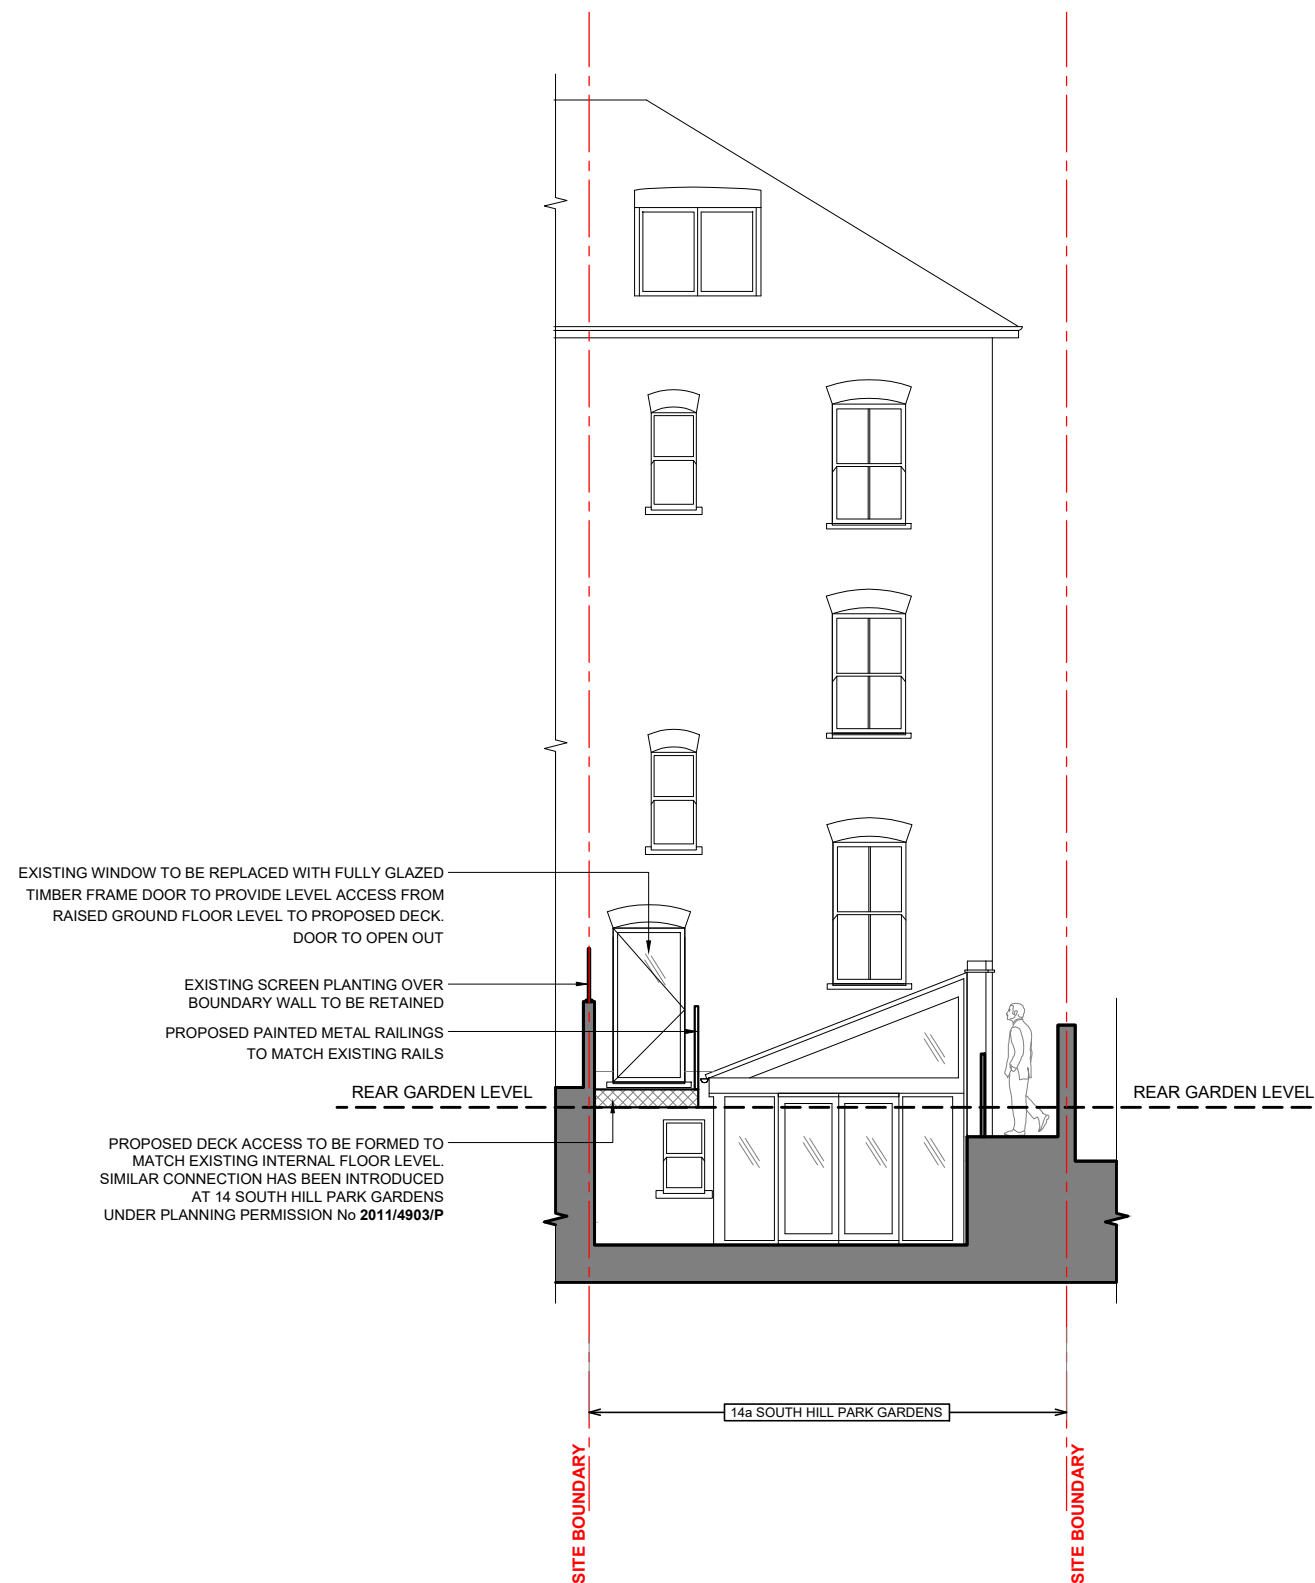 EXISTING WINDOW TO BE REPLACED WITH FULLY GLAZED
TIMBER FRAME DOOR TO PROVIDE LEVEL ACCESS FROM
RAISED GROUND FLOOR LEVEL TO PROPOSED DECK.
DOOR TO OPEN OUT
EXISTING SCREEN PLANTING OVER
BOUNDARY WALL TO BE RETAINED
PROPOSED PAINTED METAL RAILINGS
TO MATCH EXISTING RAILS
REAR GARDEN LEVEL
REAR GARDEN LEVEL
PROPOSED DECK ACCESS TO BE FORMED TO
MATCH EXISTING INTERNAL FLOOR LEVEL.
SIMILAR CONNECTION HAS BEEN INTRODUCED
AT 14 SOUTH HILL PARK GARDENS
UNDER PLANNING PERMISSION No 2011/4903/P
14a SOUTH HILL PARK GARDENS
SITE BOUNDARY
SITE BOUNDARY